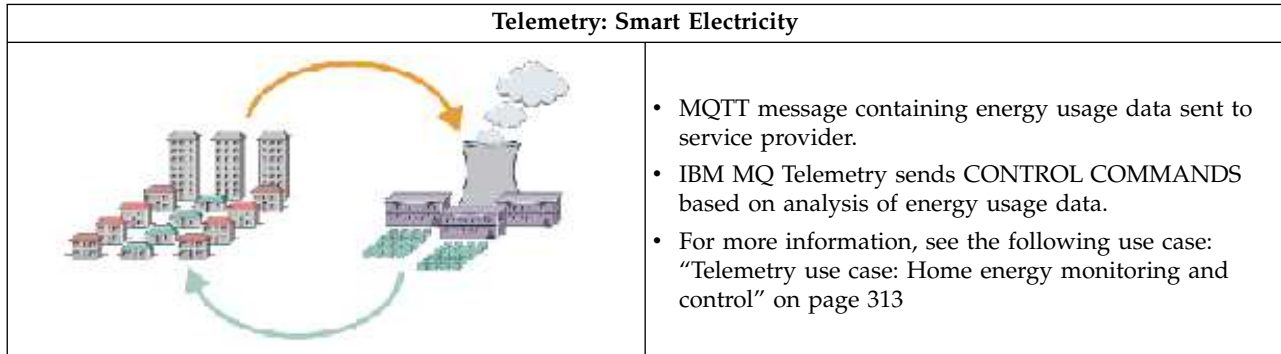 Telemetry: Smart Electricity
• MQTT message containing energy usage data sent to
service provider.
• IBM MQ Telemetry sends CONTROL COMMANDS
based on analysis of energy usage data.
• For more information, see the following use case:
“Telemetry use case: Home energy monitoring and
control” on page 313